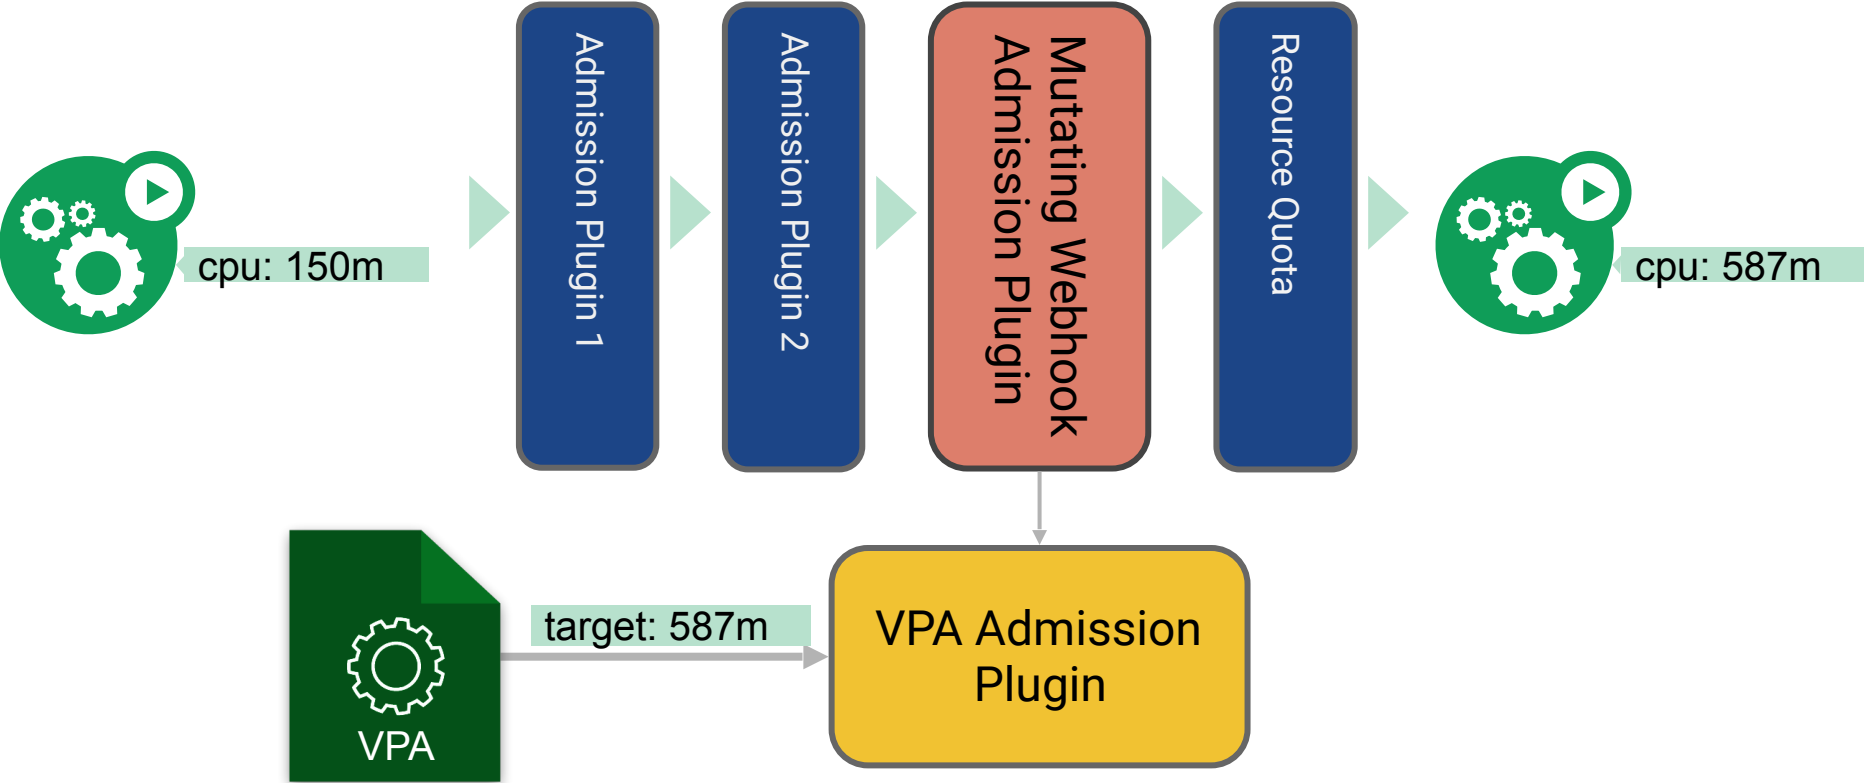 cpu: 150m
Admission Plugin 1
Admission Plugin 2
Mutating Webhook
Admission Plugin
Resource Quota
cpu: 587m
VPA
target: 587m
VPA Admission
Plugin